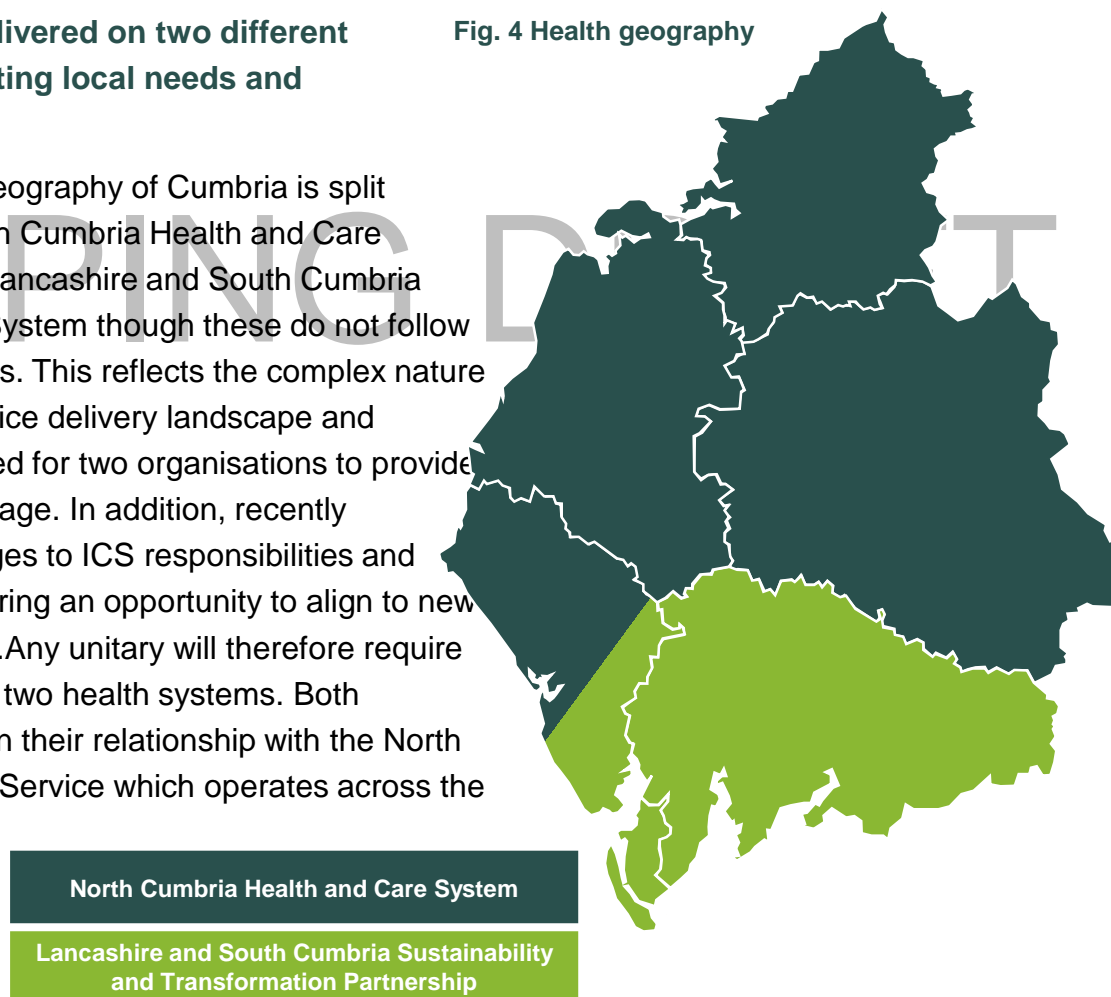 livered on two different
ting local needs and
Fig. 4 Health geography
eography of Cumbria is split
n Cumbria Health and Care
ancashire and South Cumbria
System though these do not follow
s. This reflects the complex nature
ice delivery landscape and
ed for two organisations to provide
age. In addition, recently
ges to ICS responsibilities and
ring an opportunity to align to new
.Any unitary will therefore require
two health systems. Both
n their relationship with the North
Service which operates across the
PING D T
North Cumbria Health and Care System
Lancashire and South Cumbria Sustainability
and Transformation Partnership